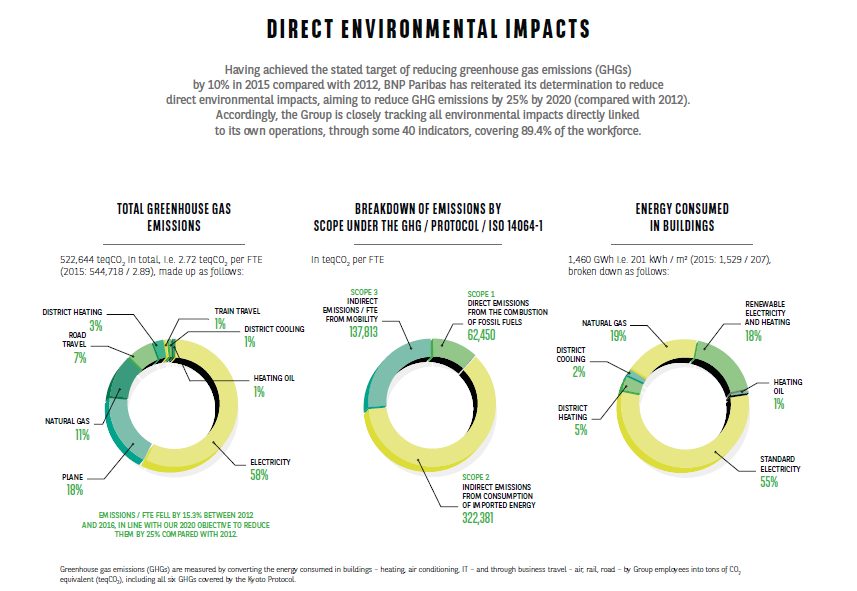 DIRECT ENVIRONMENTAL IMPACTS
Having achieved the stated target of reducing greenhouse gas emissions (GHGs)
by 10% in 2015 compared with 2012, BNP Paribas has reiterated its determination to reduce
direct environmental impacts, aiming to reduce GHG emissions by 25% by 2020 (compared with 2012).
Accordingly, the Group is closely tracking all environmental impacts directly linked
to its own operations, through some 40 indicators, covering 89.4% of the workforce.
TOTAL GREENHOUSE GAS
EMISSIONS
522,644 teqCO₂ in total, i.e. 2.72 teqCO₂ per FTE
(2015: 544,718 / 2.89), made up as follows:
DISTRICT HEATING
3%
ROAD
TRAVEL
7%
NATURAL GAS
11%
PLANE
18%
TRAIN TRAVEL
1%
DISTRICT COOLING
1%
HEATING OIL
1%
ELECTRICITY
58%
EMISSIONS / FTE FELL BY 15.3% BETWEEN 2012
AND 2016, IN LINE WITH OUR 2020 OBJECTIVE TO REDUCE
THEM BY 25% COMPARED WITH 2012.
BREAKDOWN OF EMISSIONS BY
SCOPE UNDER THE GHG / PROTOCOL / ISO 14064-1
In teqCO₂ per FTE
SCOPE 3
INDIRECT
EMISSIONS / FTE
FROM MOBILITY
137,813
SCOPE 1
DIRECT EMISSIONS
FROM THE COMBUSTION
OF FOSSIL FUELS
62,450
SCOPE 2
INDIRECT EMISSIONS
FROM CONSUMPTION
OF IMPORTED ENERGY
322,381
ENERGY CONSUMED
IN BUILDINGS
1,460 GWh i.e. 201 kWh / m² (2015: 1,529 / 207),
broken down as follows:
NATURAL GAS
19%
DISTRICT
COOLING
2%
DISTRICT
HEATING
5%
RENEWABLE
ELECTRICITY
AND HEATING
18%
HEATING
OIL
1%
STANDARD
ELECTRICITY
55%
Greenhouse gas emissions (GHGs) are measured by converting the energy consumed in buildings – heating, air conditioning, IT – and through business travel – air, rail, road – by Group employees into tons of CO₂
equivalent (teqCO₂), including all six GHGs covered by the Kyoto Protocol.